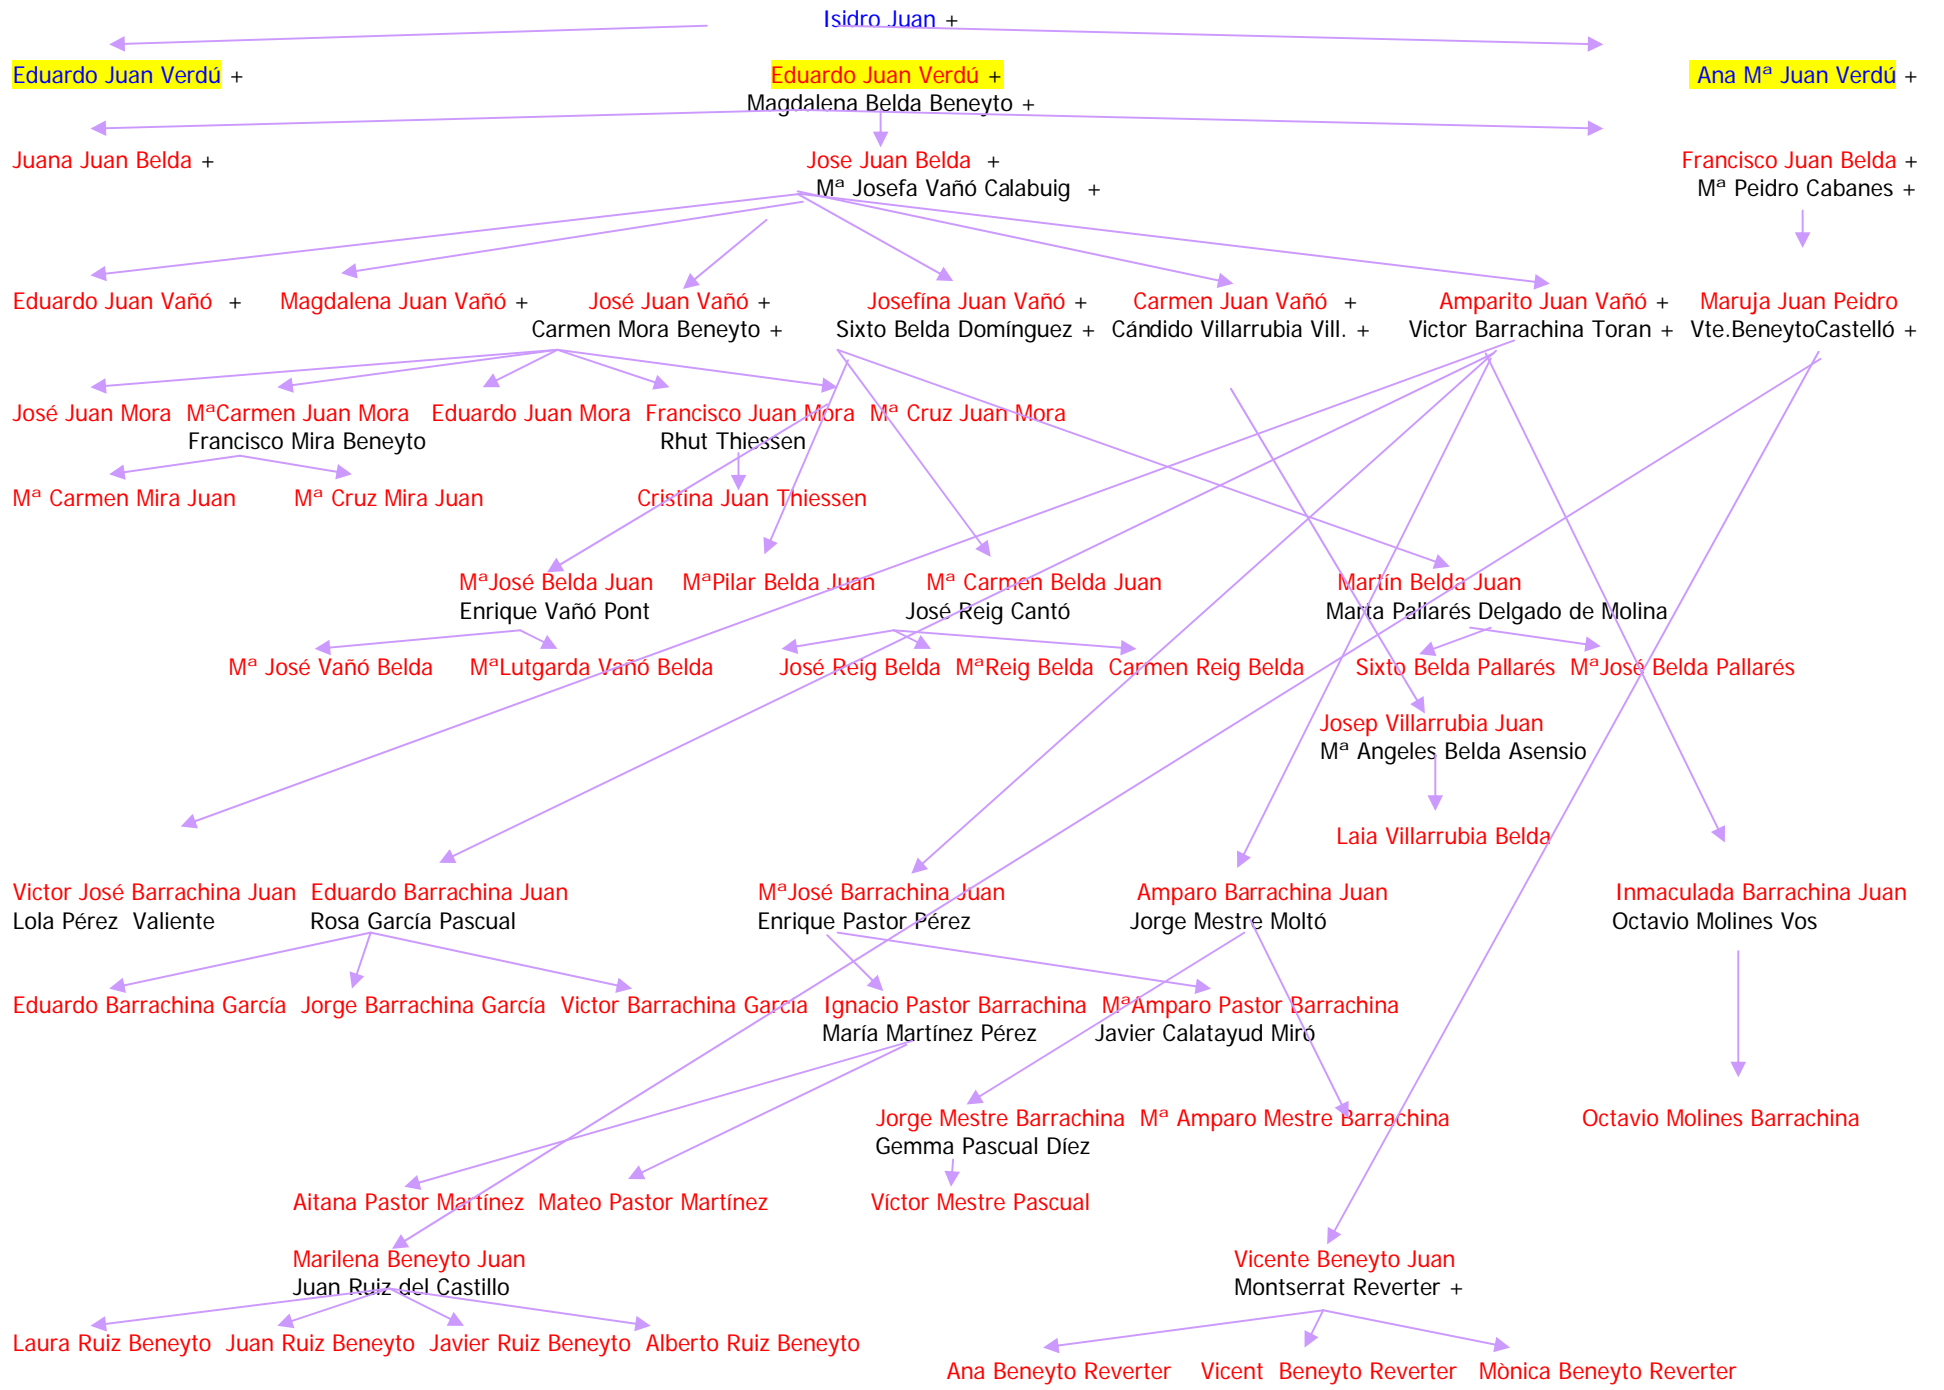 Isidro Juan +
Eduardo Juan Verdú + Eduardo Juan Verdú + Ana Mª Juan Verdú +
Magdalena Belda Beneyto +
Juana Juan Belda + Jose Juan Belda + Francisco Juan Belda +
Mª Josefa Vañó Calabuig + Mª Peidro Cabanes +
Eduardo Juan Vañó + Magdalena Juan Vañó + José Juan Vañó + Josefína Juan Vañó + Carmen Juan Vañó + Amparito Juan Vañó + Maruja Juan Peidro
Carmen Mora Beneyto + Sixto Belda Domínguez + Cándido Villarrubia Vill. + Victor Barrachina Toran + Vte.BeneytoCastelló +
José Juan Mora MªCarmen Juan Mora Eduardo Juan Mora Francisco Juan Mora Mª Cruz Juan Mora
Francisco Mira Beneyto Rhut Thiessen
Mª Carmen Mira Juan Mª Cruz Mira Juan Cristina Juan Thiessen
MªJosé Belda Juan MªPilar Belda Juan Mª Carmen Belda Juan Martín Belda Juan
Enrique Vañó Pont José Reig Cantó Marta Pallarés Delgado de Molina
Mª José Vañó Belda MªLutgarda Vañó Belda José Reig Belda MªReig Belda Carmen Reig Belda Sixto Belda Pallarés MªJosé Belda Pallarés
Josep Villarrubia Juan
Mª Angeles Belda Asensio
Laia Villarrubia Belda
Victor José Barrachina Juan Eduardo Barrachina Juan MªJosé Barrachina Juan Amparo Barrachina Juan Inmaculada Barrachina Juan
Lola Pérez Valiente Rosa García Pascual Enrique Pastor Pérez Jorge Mestre Moltó Octavio Molines Vos
Eduardo Barrachina García Jorge Barrachina García Victor Barrachina García Ignacio Pastor Barrachina MªAmparo Pastor Barrachina
María Martínez Pérez Javier Calatayud Miró
Jorge Mestre Barrachina Mª Amparo Mestre Barrachina Octavio Molines Barrachina
Gemma Pascual Díez
Aitana Pastor Martínez Mateo Pastor Martínez Víctor Mestre Pascual
Marilena Beneyto Juan Vicente Beneyto Juan
Juan Ruiz del Castillo Montserrat Reverter +
Laura Ruiz Beneyto Juan Ruiz Beneyto Javier Ruiz Beneyto Alberto Ruiz Beneyto
Ana Beneyto Reverter Vicent Beneyto Reverter Mònica Beneyto Reverter